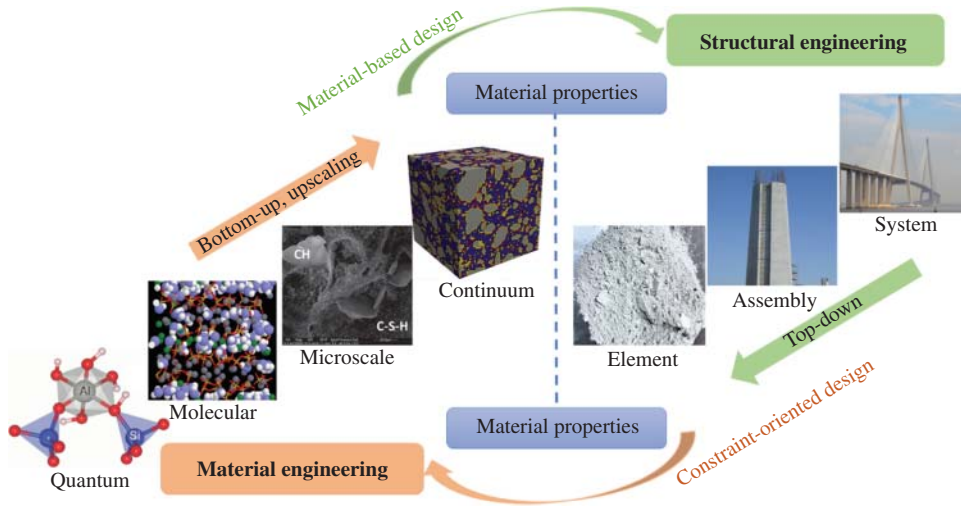 Material-based design
Structural engineering
Material properties
Bottom-up, upscaling
System
CH
C-S-H
Continuum
Assembly
Microscale
Element
Top-down
Al
Molecular
Si
Quantum
Material properties
Constraint-oriented design
Material engineering